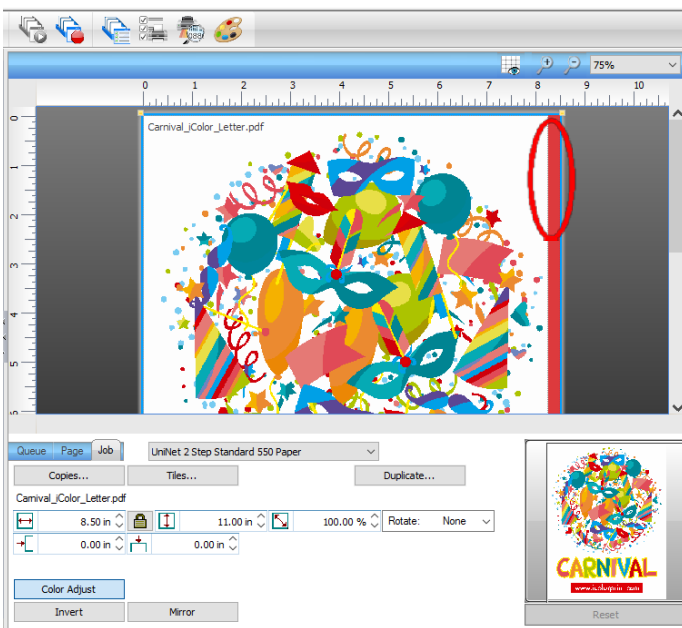 75%
0 1 2 3 4 5 6 7 8 9 10
Carnival_iColor_Letter.pdf
0
1
2
3
4
5
6
Queue Page Job
UniNet 2 Step Standard 550 Paper
Copies... Tiles... Duplicate...
Carnival_iColor_Letter.pdf
8.50 in 11.00 in 100.00 % Rotate: None
0.00 in 0.00 in
Color Adjust
Invert Mirror
CARNIVAL
Reset